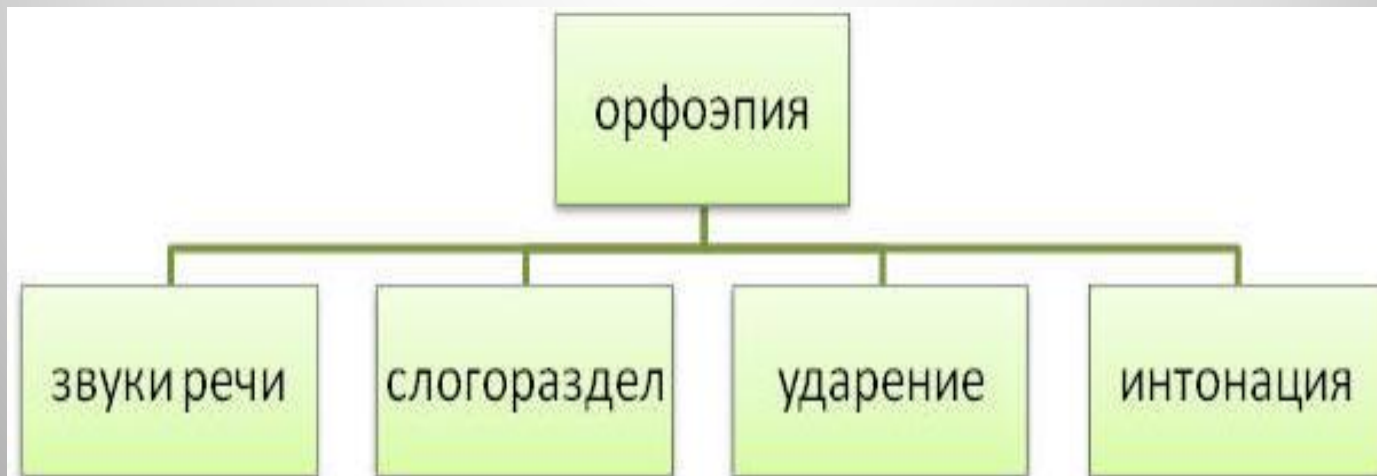 орфоэпия
звуки речи
слогораздел
ударение
интонация